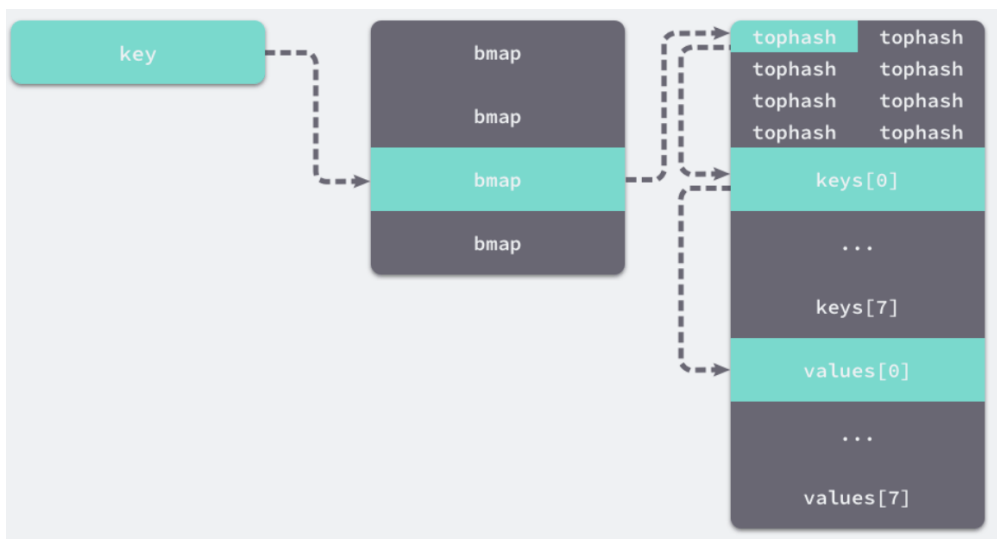 key
bmap
bmap
bmap
bmap
tophash tophash
tophash tophash
tophash tophash
tophash tophash
keys[0]
...
keys[7]
values[0]
...
values[7]